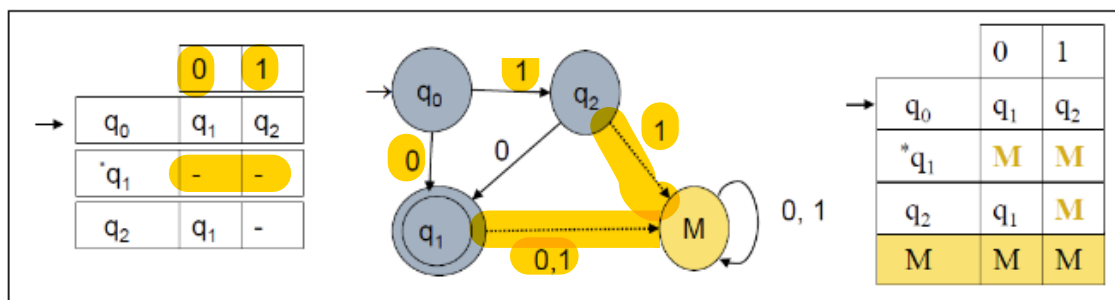 0 1
→ q₀ q₁ q₂
*q₁ - -
q₂ q₁ -
q₀ 1 q₂
0 0 1
q₁ 0,1 M 0, 1
0 1
→ q₀ q₁ q₂
*q₁ M M
q₂ q₁ M
M M M